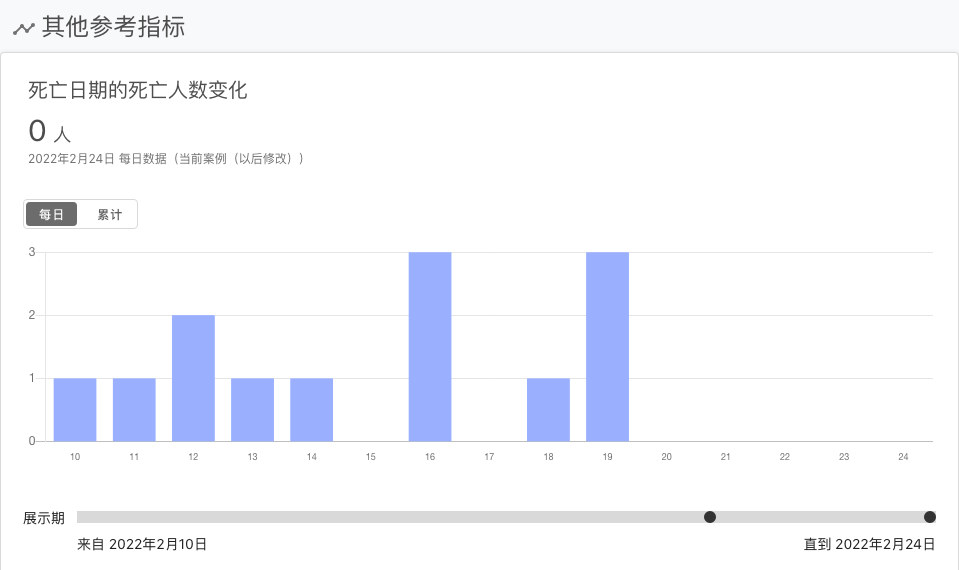 其他参考指标
死亡日期的死亡人数变化
0 人
2022年2月24日 每日数据（当前案例（以后修改））
每日 累计
3
2
1
0
10 11 12 13 14 15 16 17 18 19 20 21 22 23 24
展示期
来自 2022年2月10日 直到 2022年2月24日